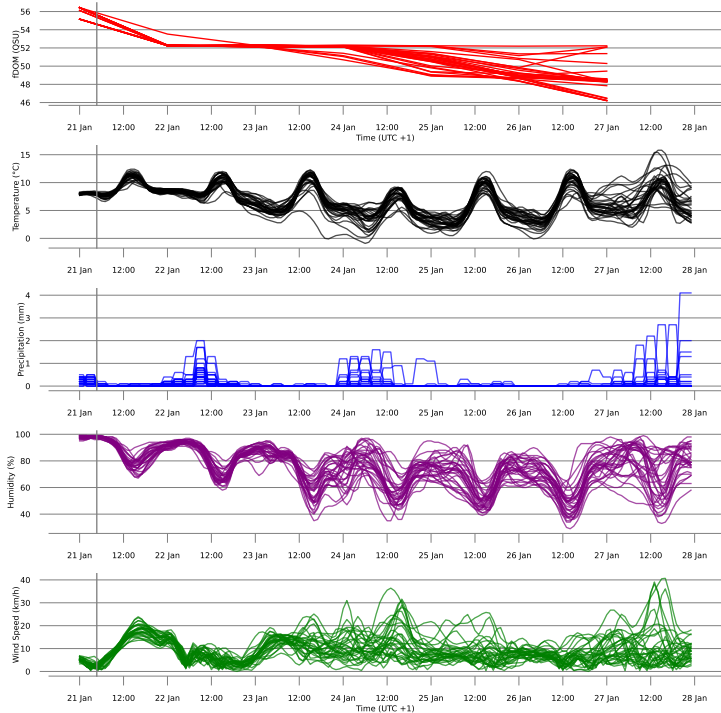 56
54
52
50
48
46
fDOM (QSU)
21 Jan 12:00 22 Jan 12:00 23 Jan 12:00 24 Jan 12:00 25 Jan 12:00 26 Jan 12:00 27 Jan 12:00 28 Jan
Time (UTC +1)
15
10
5
0
Temperature (°C)
21 Jan 12:00 22 Jan 12:00 23 Jan 12:00 24 Jan 12:00 25 Jan 12:00 26 Jan 12:00 27 Jan 12:00 28 Jan
4
3
2
1
0
Precipitation (mm)
21 Jan 12:00 22 Jan 12:00 23 Jan 12:00 24 Jan 12:00 25 Jan 12:00 26 Jan 12:00 27 Jan 12:00 28 Jan
100
80
60
40
Humidity (%)
21 Jan 12:00 22 Jan 12:00 23 Jan 12:00 24 Jan 12:00 25 Jan 12:00 26 Jan 12:00 27 Jan 12:00 28 Jan
40
30
20
10
0
Wind Speed (km/h)
21 Jan 12:00 22 Jan 12:00 23 Jan 12:00 24 Jan 12:00 25 Jan 12:00 26 Jan 12:00 27 Jan 12:00 28 Jan
Time (UTC +1)